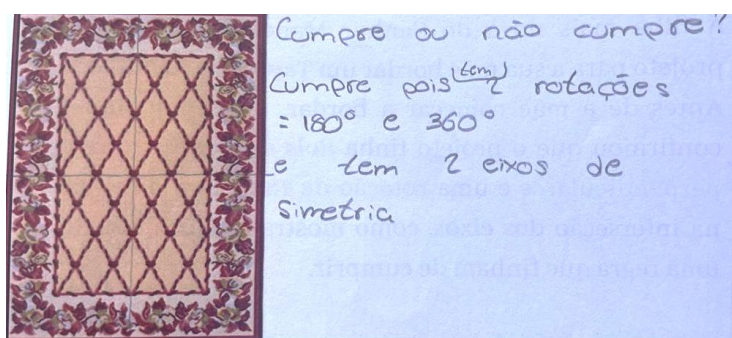 Cumpre ou não cumpre?
Cumpre pois (tem) 2 rotações
= 180° e 360°
e tem 2 eixos de
simetria